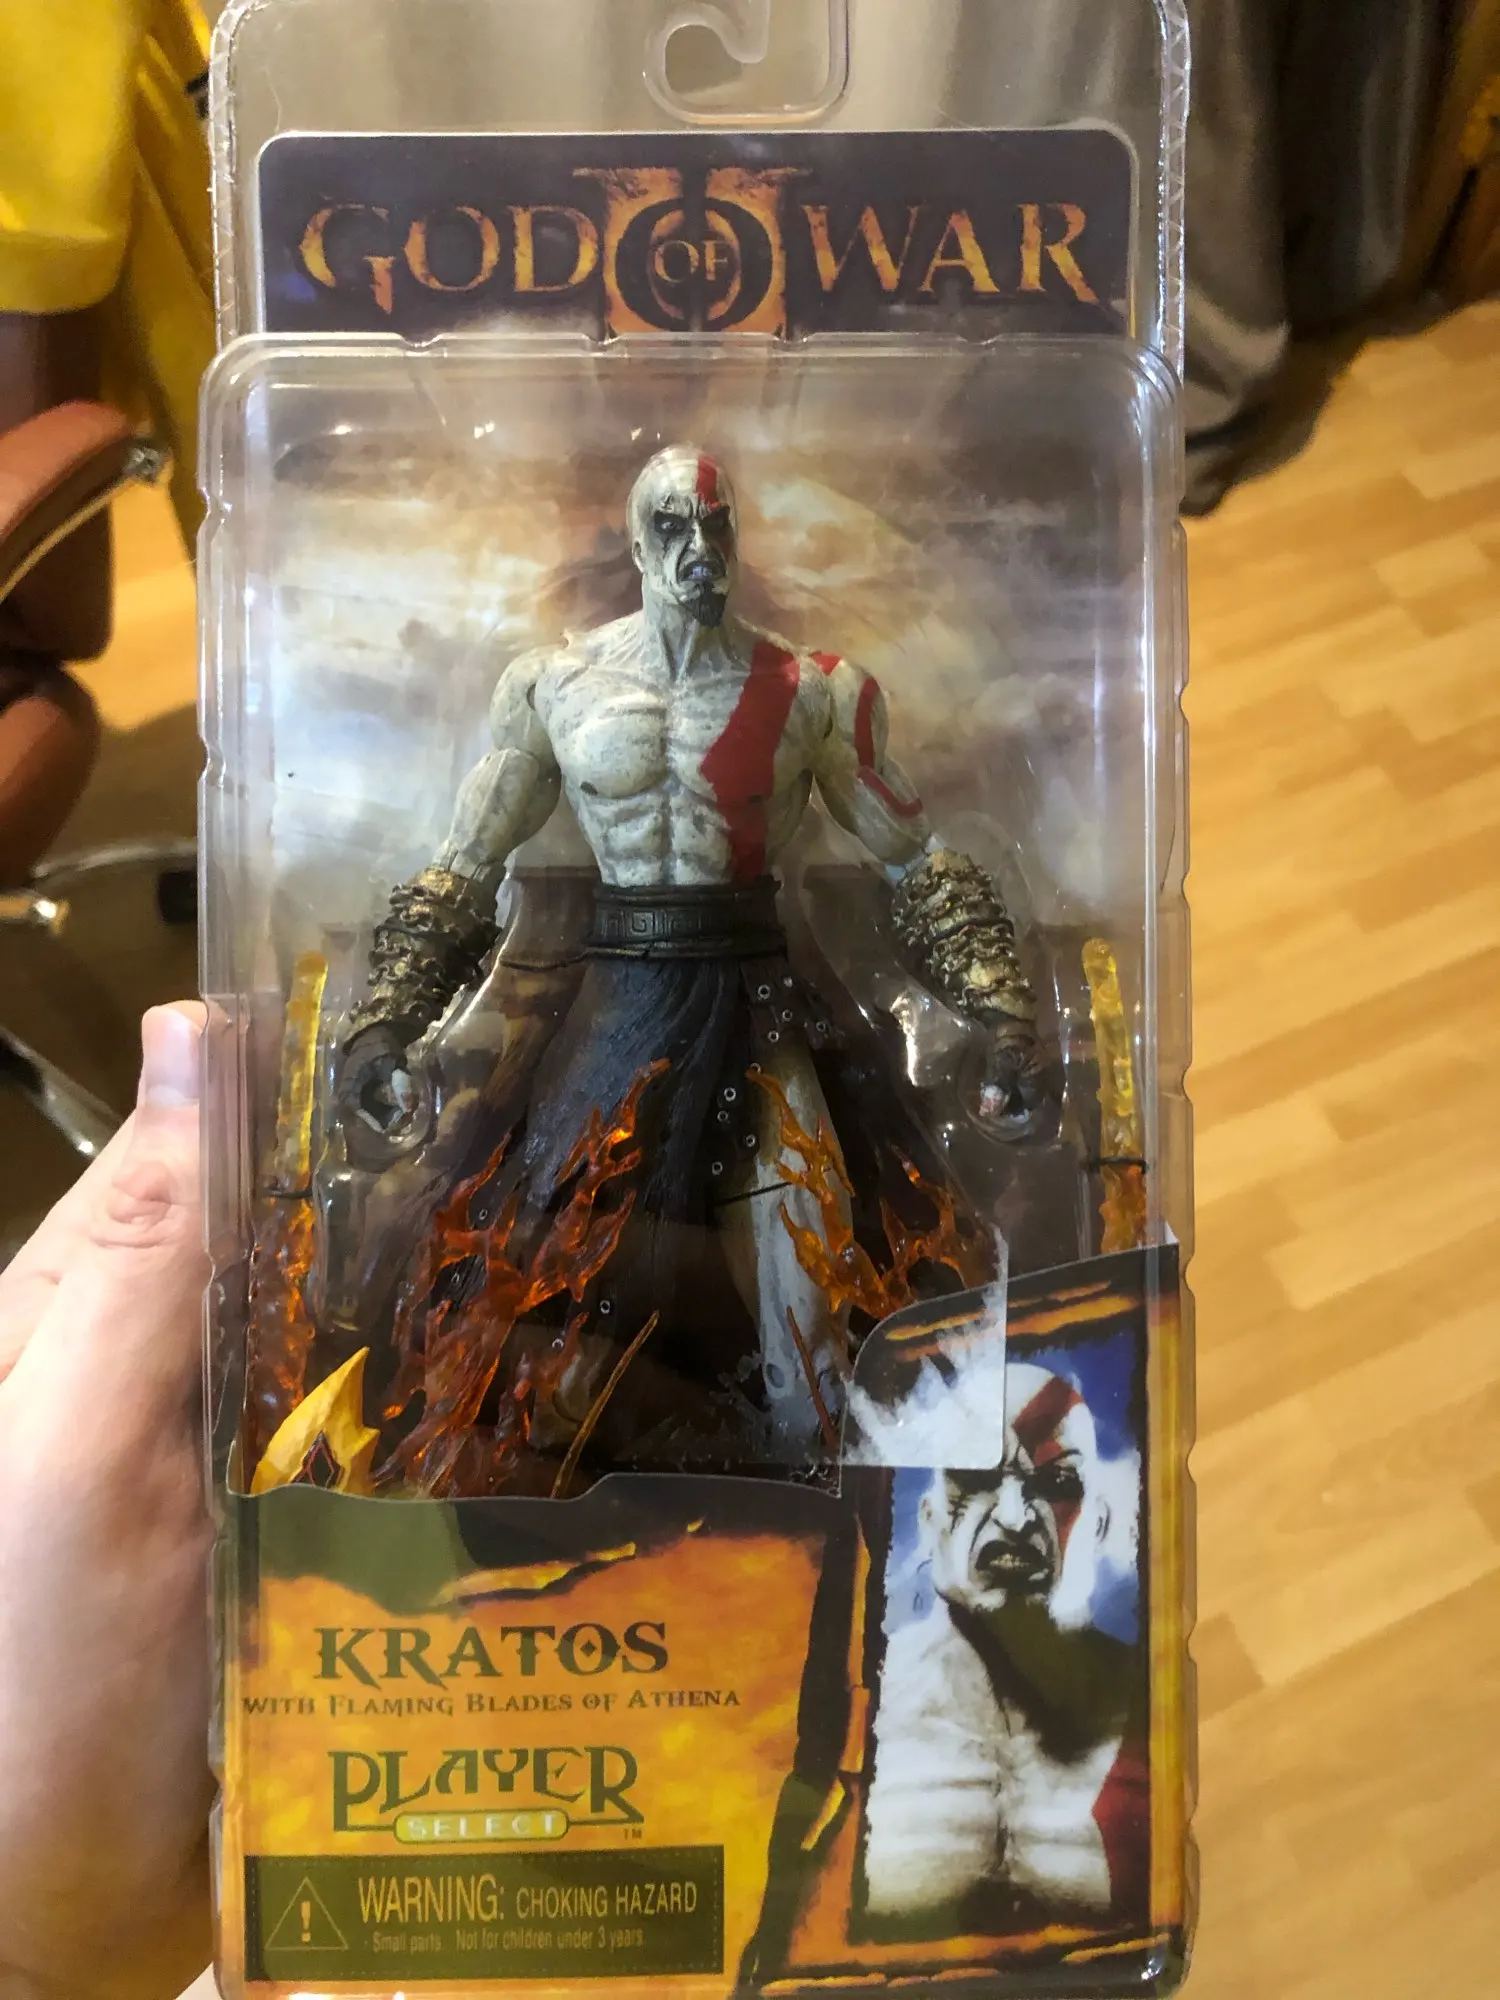 GOD OF WAR
II
KRATOS
WITH FLAMING BLADES OF ATHENA
PLAYER
SELECT
TM
WARNING: CHOKING HAZARD
- Small parts. Not for children under 3 years.